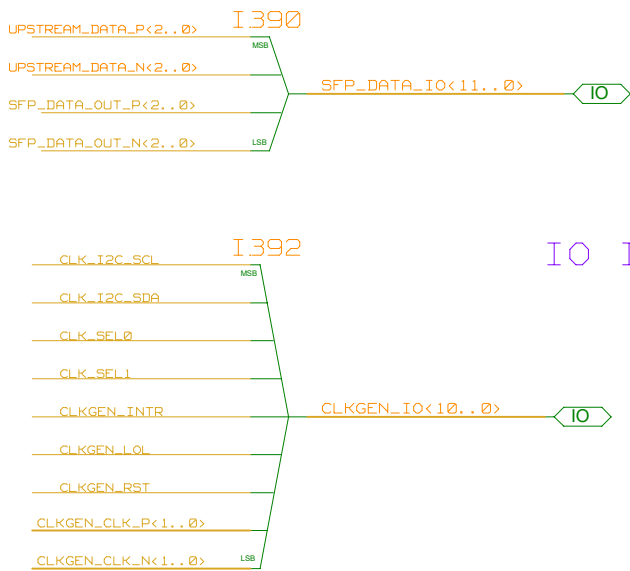 I390
UPSTREAM_DATA_P<2..0>
MSB
UPSTREAM_DATA_N<2..0>
SFP_DATA_IO<11..0>
IO
SFP_DATA_OUT_P<2..0>
SFP_DATA_OUT_N<2..0>
LSB
I392
IO
CLK_I2C_SCL
MSB
CLK_I2C_SDA
CLK_SEL0
CLK_SEL1
CLKGEN_INTR
CLKGEN_IO<10..0>
IO
CLKGEN_LOL
CLKGEN_RST
CLKGEN_CLK_P<1..0>
CLKGEN_CLK_N<1..0>
LSB